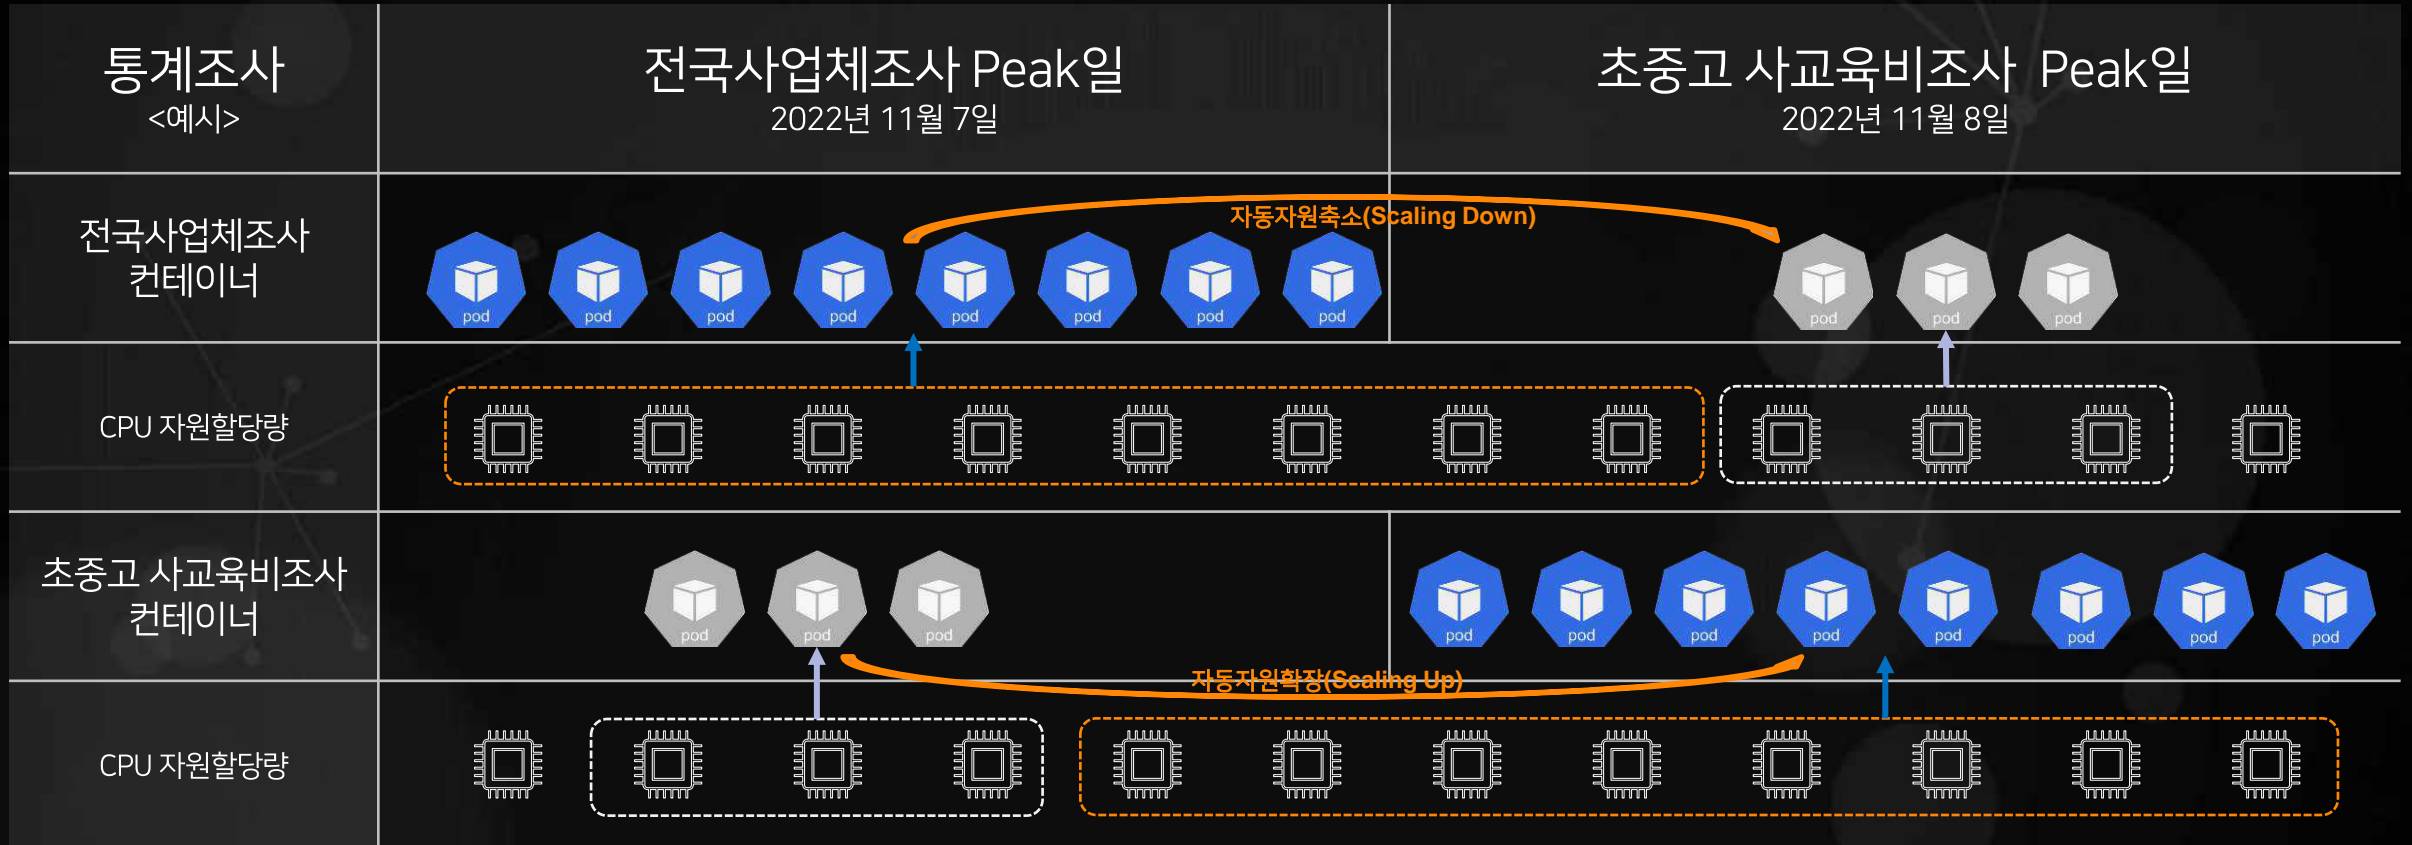 통계조사
<예시>
전국사업체조사 Peak일
2022년 11월 7일
초중고 사교육비조사 Peak일
2022년 11월 8일
전국사업체조사
컨테이너
자동자원축소(Scaling Down)
pod
pod
pod
pod
pod
pod
pod
pod
pod
pod
pod
CPU 자원할당량
초중고 사교육비조사
컨테이너
pod
pod
pod
pod
pod
pod
pod
pod
pod
pod
pod
자동자원확장(Scaling Up)
CPU 자원할당량